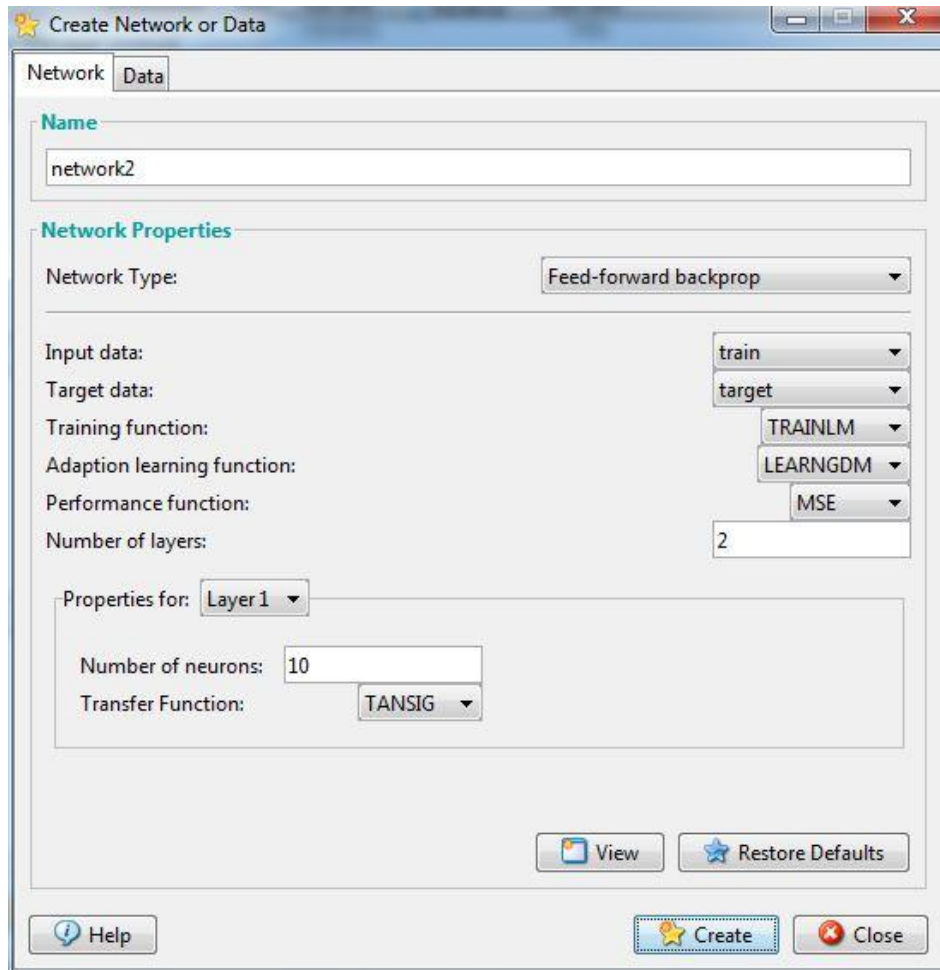 Create Network or Data
Network Data
Name
network2
Network Properties
Network Type: Feed-forward backprop
Input data: train
Target data: target
Training function: TRAINLM
Adaption learning function: LEARNGDM
Performance function: MSE
Number of layers: 2
Properties for: Layer 1
Number of neurons: 10
Transfer Function: TANSIG
View Restore Defaults
Help Create Close